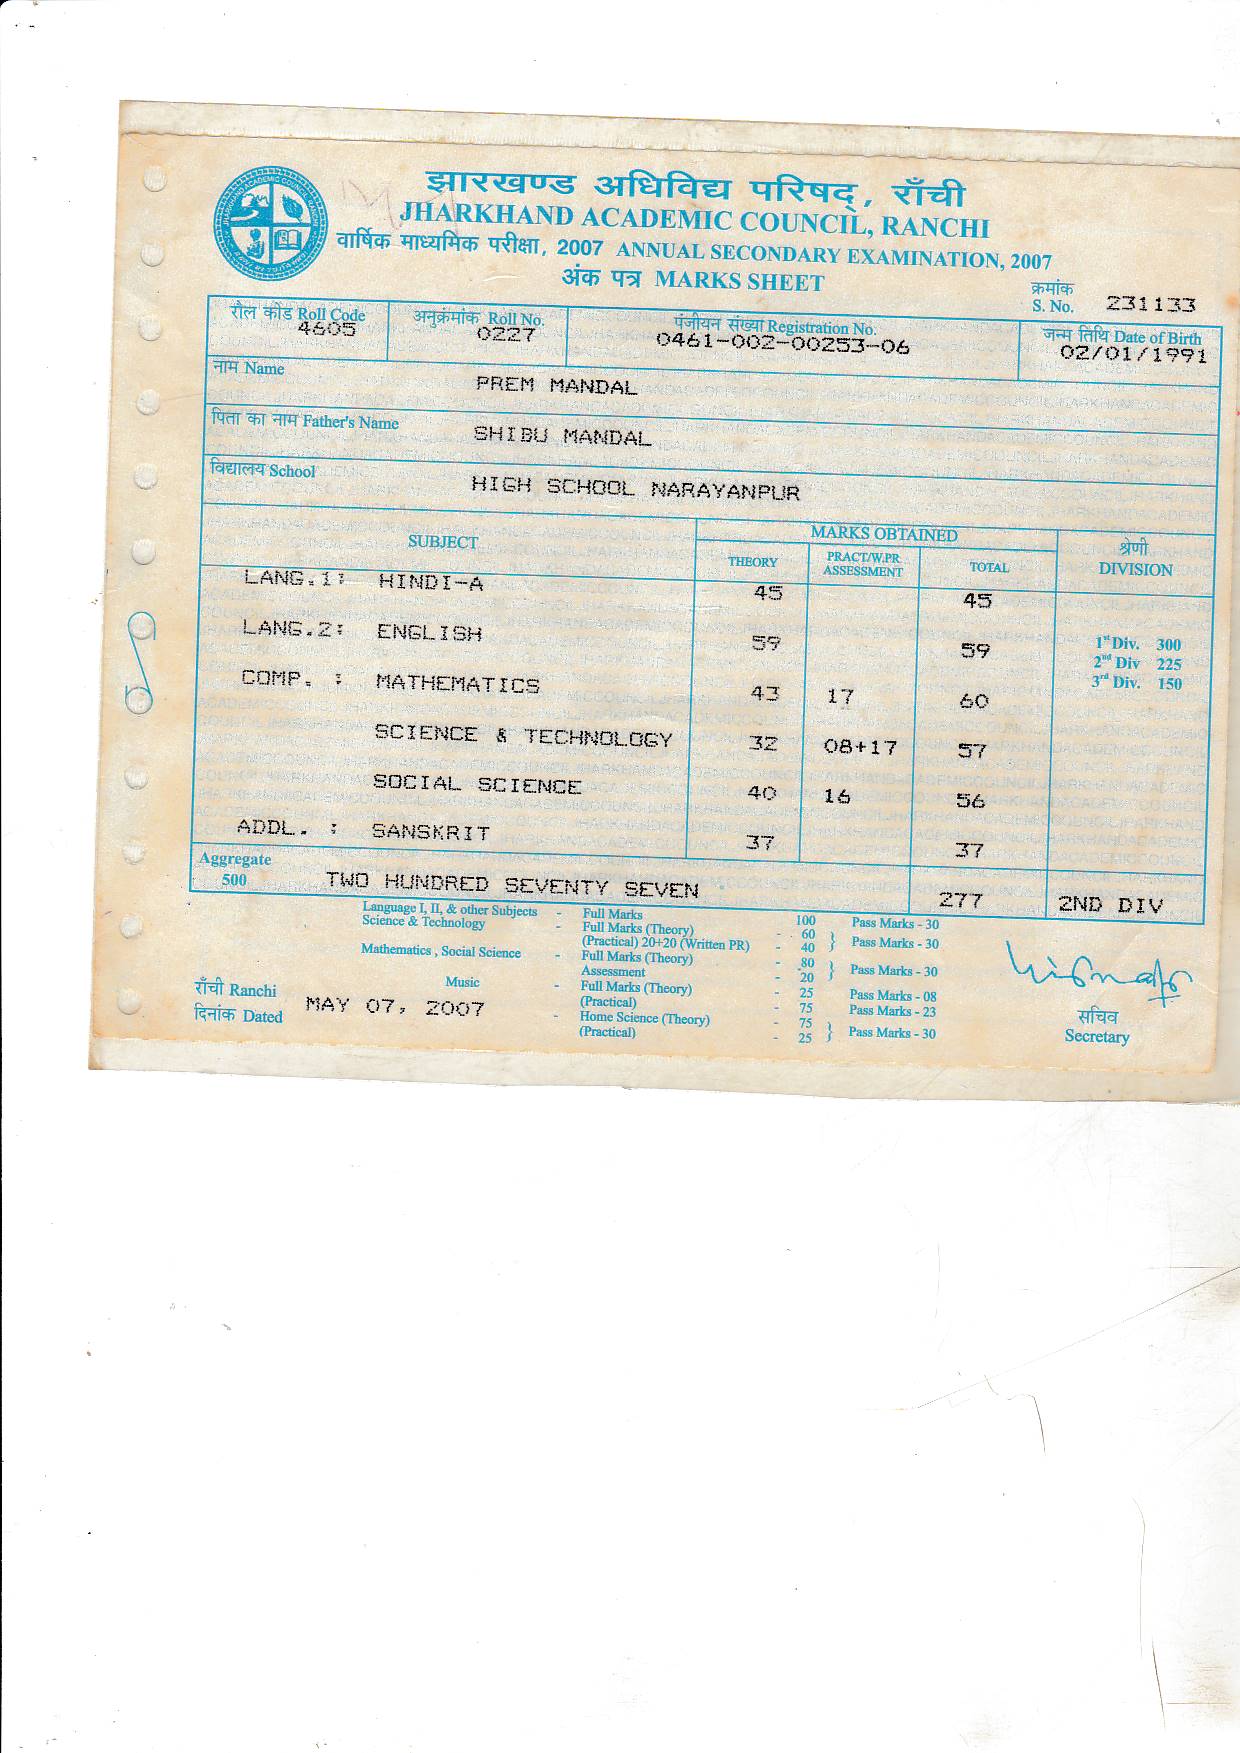 झारखण्ड अधिविद्य परिषद्, राँची
JHARKHAND ACADEMIC COUNCIL, RANCHI
वार्षिक माध्यमिक परीक्षा, 2007 ANNUAL SECONDARY EXAMINATION, 2007
अंक पत्र MARKS SHEET
क्रमांक
S. No. 231133
रौल कोड Roll Code अनुक्रमांक Roll No. पंजीयन संख्या Registration No. जन्म तिथि Date of Birth
4605 0227 0461-002-00253-06 02/01/1991
नाम Name PREM MANDAL
पिता का नाम Father's Name SHIBU MANDAL
विद्यालय School HIGH SCHOOL NARAYANPUR
SUBJECT MARKS OBTAINED श्रेणी
THEORY PRACT/W.PR ASSESSMENT TOTAL DIVISION
LANG.1: HINDI-A 45 45
LANG.2: ENGLISH 59 59
1st Div. 300
2nd Div 225
3rd Div. 150
COMP. : MATHEMATICS 43 17 60
SCIENCE & TECHNOLOGY 32 08+17 57
SOCIAL SCIENCE 40 16 56
ADDL. : SANSKRIT 37 37
Aggregate
500 TWO HUNDRED SEVENTY SEVEN 277 2ND DIV
Language I, II, & other Subjects - Full Marks 100 Pass Marks - 30
Science & Technology - Full Marks (Theory) - 60
(Practical) 20+20 (Written PR) - 40 } Pass Marks - 30
Mathematics , Social Science - Full Marks (Theory) - 80
Assessment - 20 } Pass Marks - 30
Music - Full Marks (Theory) - 25 Pass Marks - 08
(Practical) - 75 Pass Marks - 23
- Home Science (Theory) - 75
(Practical) - 25 } Pass Marks - 30
राँची Ranchi
दिनांक Dated MAY 07, 2007
सचिव
Secretary